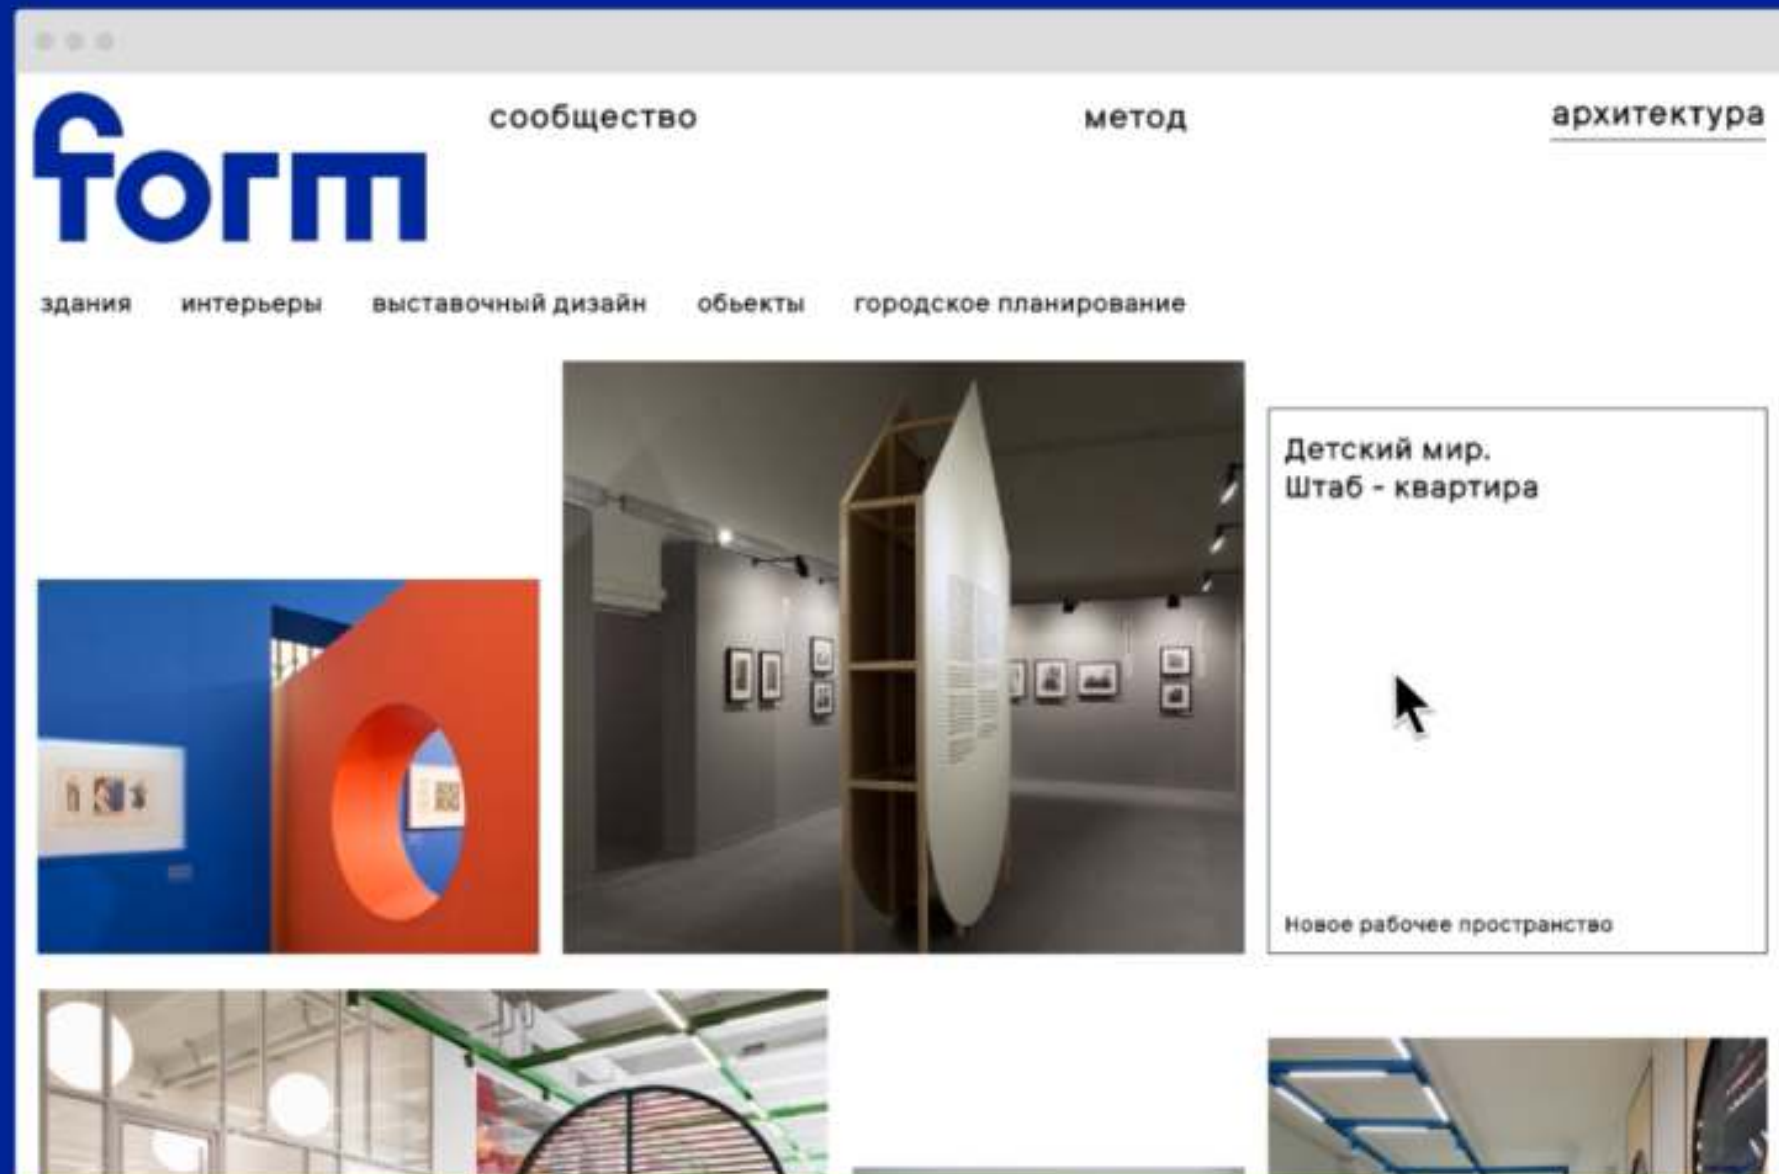 form
сообщество
метод
архитектура
здания
интерьеры
выставочный дизайн
обьекты
городское планирование
Детский мир.
Штаб - квартира
Новое рабочее пространство